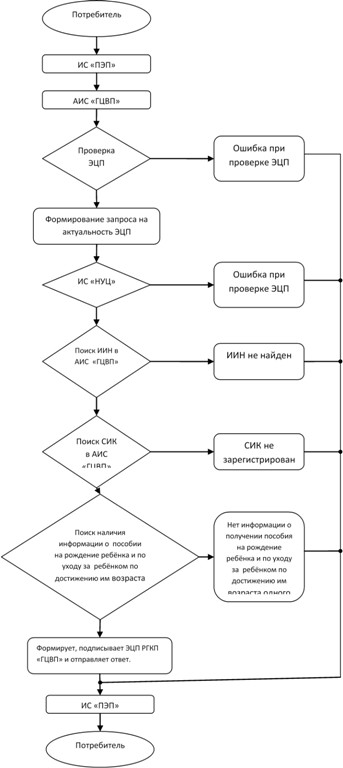 Потребитель
ИС «ПЭП»
АИС «ГЦВП»
Проверка
ЭЦП
Ошибка при
проверке ЭЦП
Формирование запроса на
актуальность ЭЦП
ИС «НУЦ»
Ошибка при
проверке ЭЦП
Поиск ИИН в
АИС «ГЦВП»
ИИН не найден
Поиск СИК
в АИС
«ГЦВП»
СИК не
зарегистрирован
Поиск наличия
информации о пособии
на рождение ребёнка и по
уходу за ребёнком по
достижению им возраста
Нет информации о
получении пособия
на рождение
ребёнка и по уходу
за ребёнком по
достижению им
возраста одного
Формирует, подписывает ЭЦП РГКП
«ГЦВП» и отправляет ответ.
ИС «ПЭП»
Потребитель